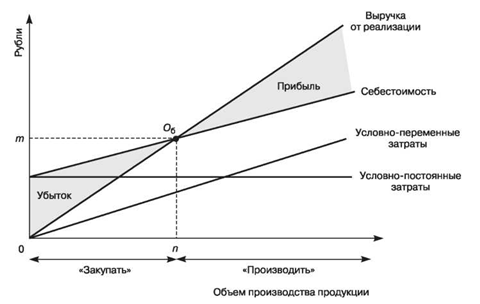 Рубли
Выручка
от реализации
Прибыль
Себестоимость
Oб
m
Условно-переменные
затраты
Убыток
Условно-постоянные
затраты
0
n
«Закупать»
«Производить»
Объем производства продукции